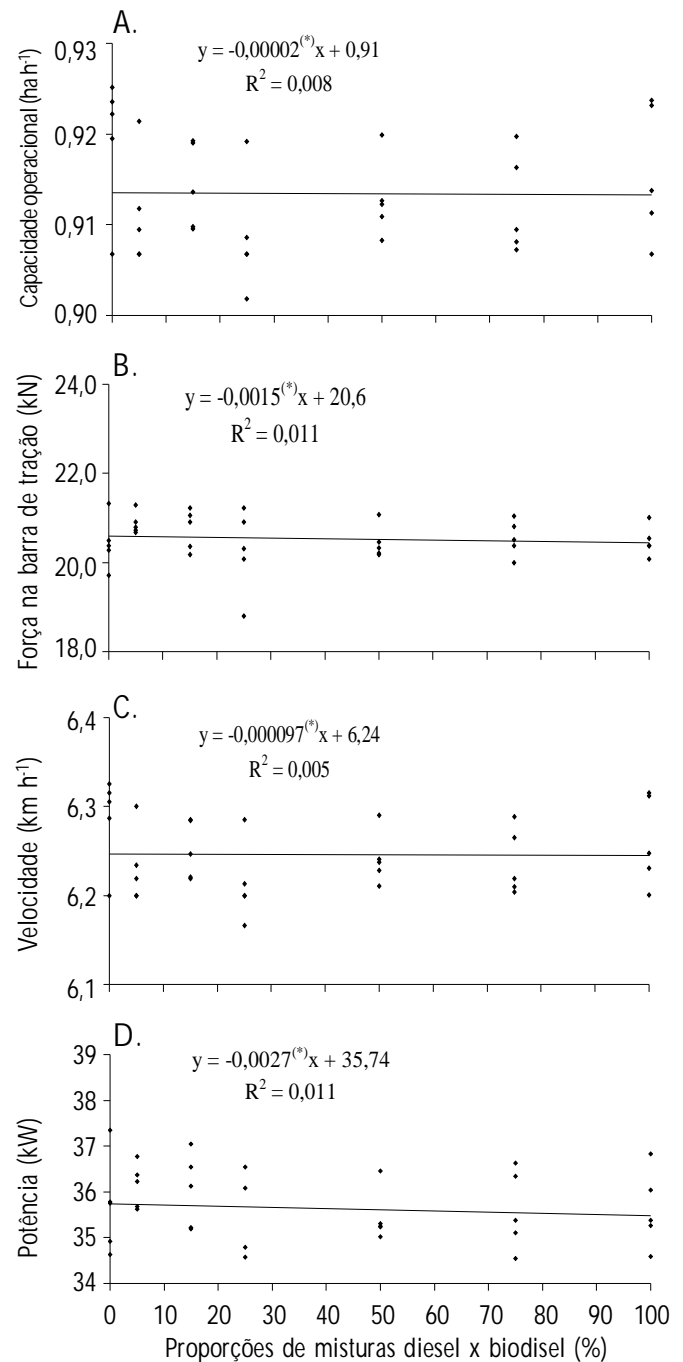 A.
y = -0,00002(*)x + 0,91
R² = 0,008
Capacidade operacional (ha h-1)
0,93
0,92
0,91
0,90
B.
y = -0,0015(*)x + 20,6
R² = 0,011
Força na barra de tração (kN)
24,0
22,0
20,0
18,0
C.
y = -0,000097(*)x + 6,24
R² = 0,005
Velocidade (km h-1)
6,4
6,3
6,2
6,1
D.
y = -0,0027(*)x + 35,74
R² = 0,011
Potência (kW)
39
38
37
36
35
34
0 10 20 30 40 50 60 70 80 90 100
Proporções de misturas diesel x biodisel (%)